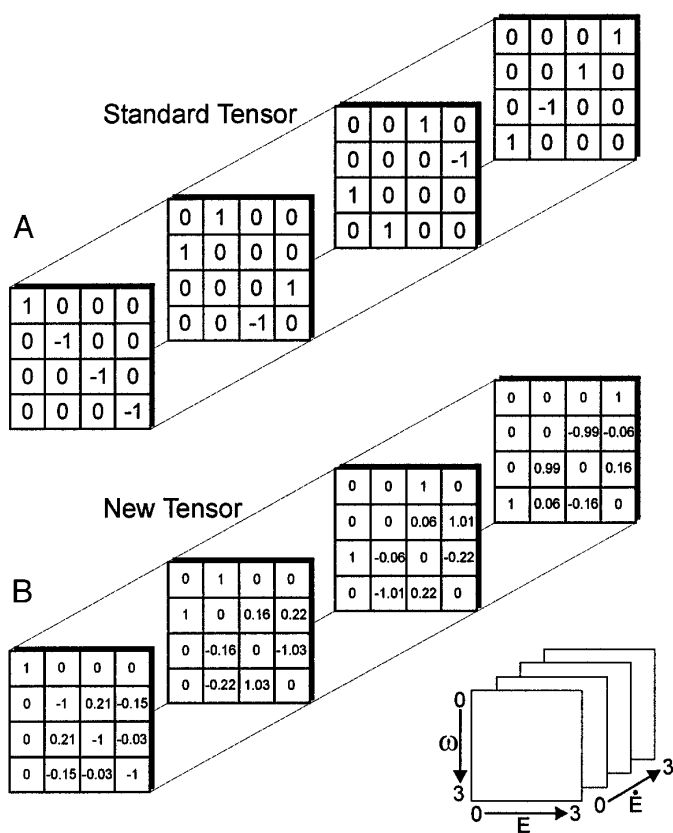 Standard Tensor
A
0 0 0 1
0 0 1 0
0 -1 0 0
1 0 0 0
0 0 1 0
0 0 0 -1
1 0 0 0
0 1 0 0
0 1 0 0
1 0 0 0
0 0 0 1
0 0 -1 0
1 0 0 0
0 -1 0 0
0 0 -1 0
0 0 0 -1
New Tensor
B
0 0 0 1
0 0 -0.99 -0.06
0 0.99 0 0.16
1 0.06 -0.16 0
0 0 1 0
0 0 0.06 1.01
1 -0.06 0 -0.22
0 -1.01 0.22 0
0 1 0 0
1 0 0.16 0.22
0 -0.16 0 -1.03
0 -0.22 1.03 0
1 0 0 0
0 -1 0.21 -0.15
0 0.21 -1 -0.03
0 -0.15 -0.03 -1
0
ω
3
0 E 3
0 Ė 3